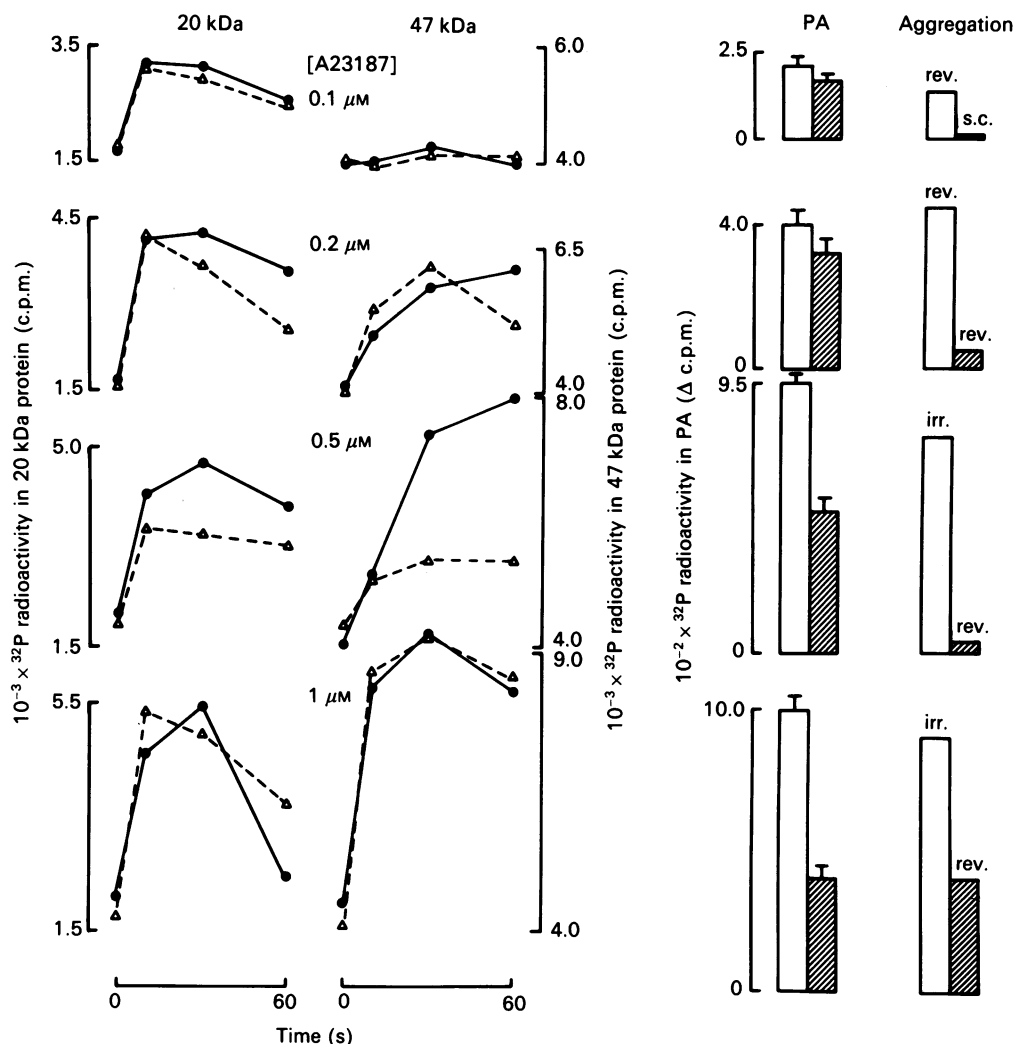 20 kDa
47 kDa
PA
Aggregation
[A23187]
3.5
1.5
0.1 μM
6.0
4.0
2.5
0
rev.
s.c.
4.5
1.5
0.2 μM
6.5
4.0
4.0
0
rev.
rev.
5.0
1.5
0.5 μM
8.0
4.0
9.5
0
irr.
rev.
5.5
1.5
1 μM
9.0
4.0
10.0
0
irr.
rev.
10⁻³ × ³²P radioactivity in 20 kDa protein (c.p.m.)
10⁻³ × ³²P radioactivity in 47 kDa protein (c.p.m.)
10⁻² × ³²P radioactivity in PA (Δ c.p.m.)
0
60
0
60
Time (s)